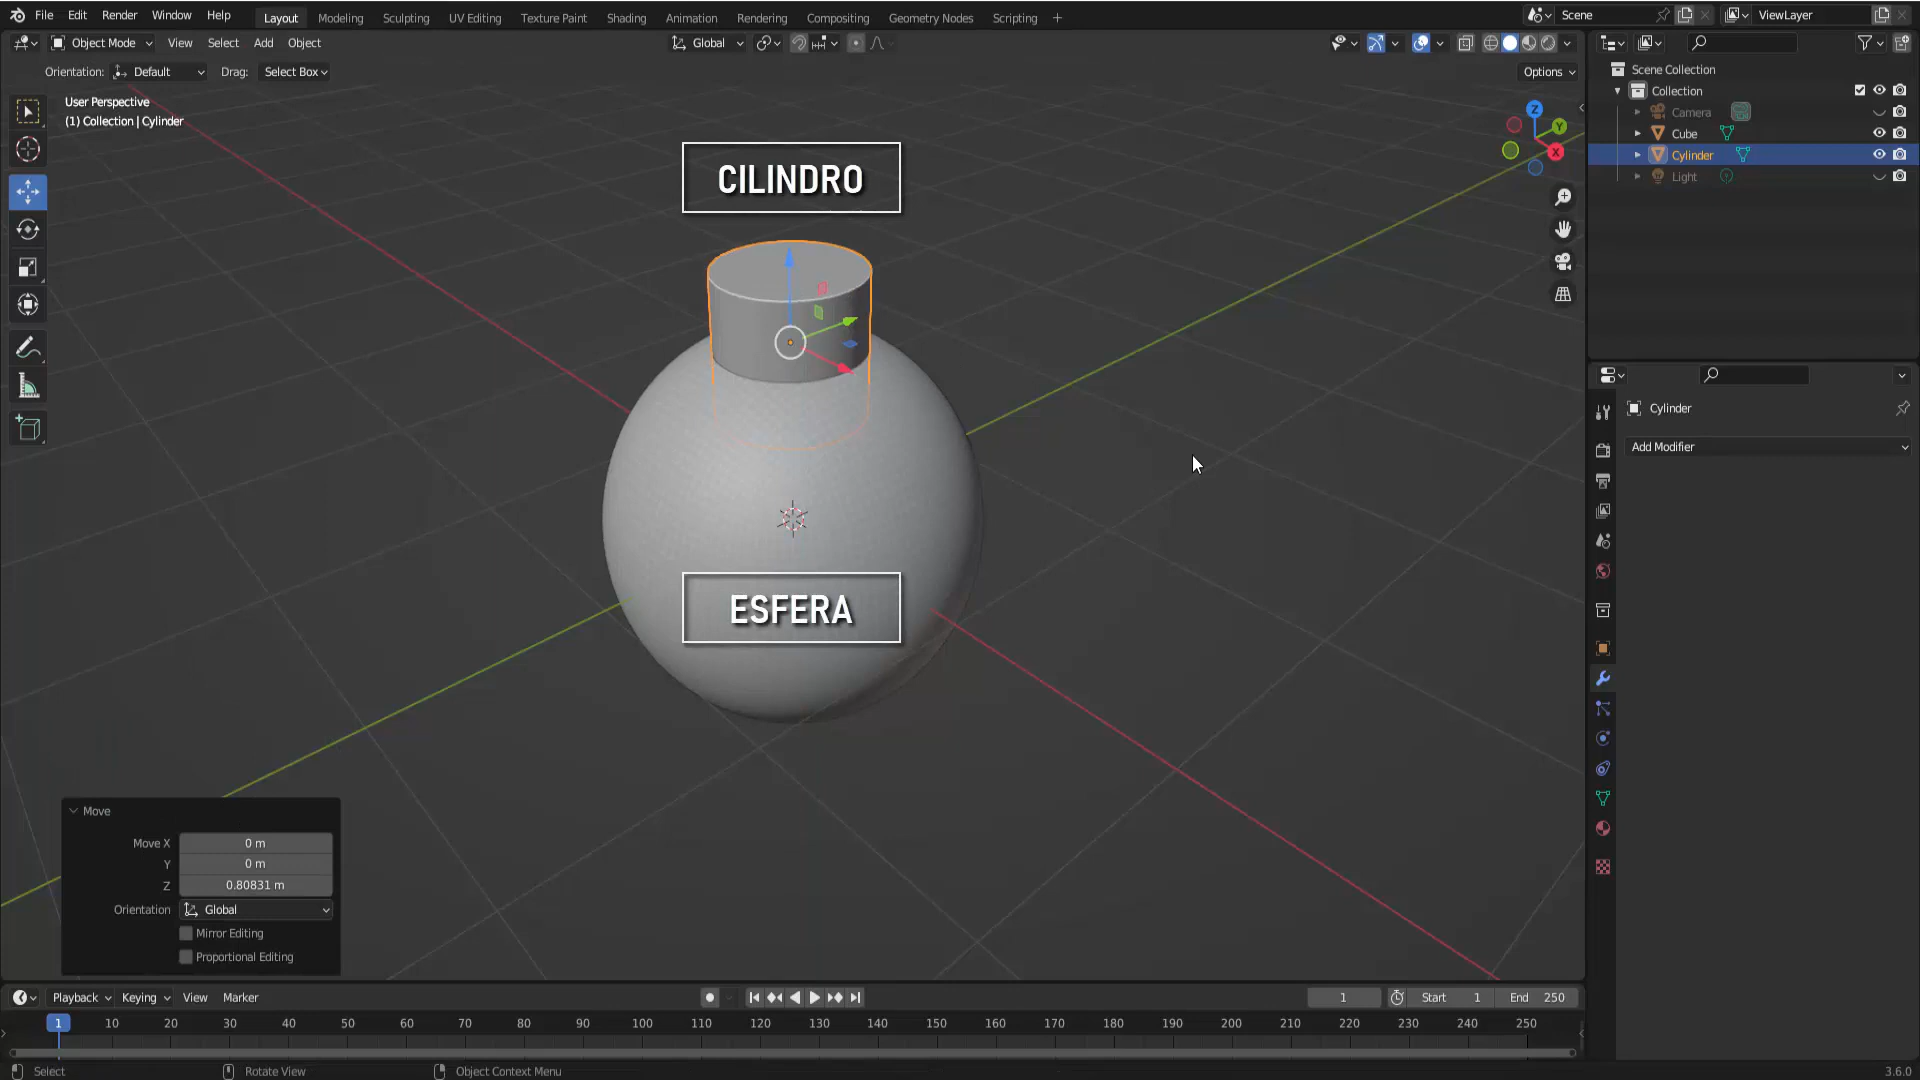 File Edit Render Window Help Layout Modeling Sculpting UV Editing Texture Paint Shading Animation Rendering Compositing Geometry Nodes Scripting + Scene ViewLayer
Object Mode View Select Add Object Global
Orientation: Default Drag: Select Box Options
User Perspective
(1) Collection | Cylinder
Z
Y
X
CILINDRO
ESFERA
Scene Collection
Collection
Camera
Cube
Cylinder
Light
Cylinder
Add Modifier
Move
Move X 0 m
Y 0 m
Z 0.80831 m
Orientation Global
Mirror Editing
Proportional Editing
Playback Keying View Marker 1 Start 1 End 250
1 10 20 30 40 50 60 70 80 90 100 110 120 130 140 150 160 170 180 190 200 210 220 230 240 250
Select Rotate View Object Context Menu 3.6.0